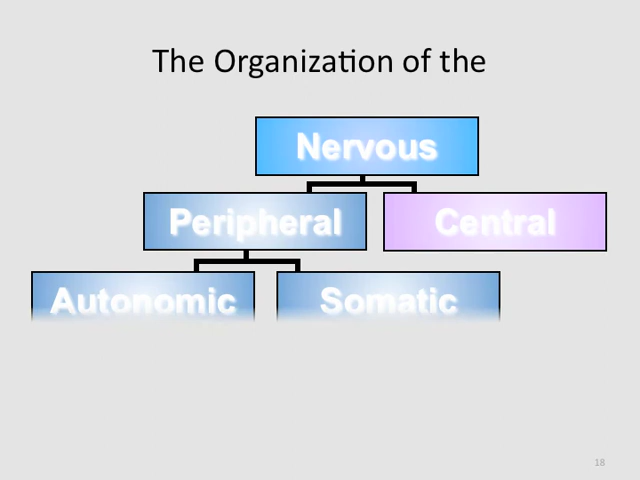 The Organization of the
Nervous
Peripheral Central
Autonomic Somatic
18